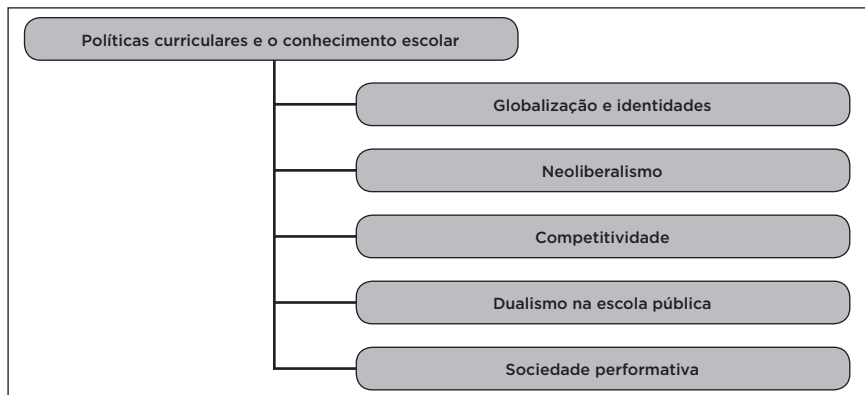 Políticas curriculares e o conhecimento escolar
Globalização e identidades
Neoliberalismo
Competitividade
Dualismo na escola pública
Sociedade performativa